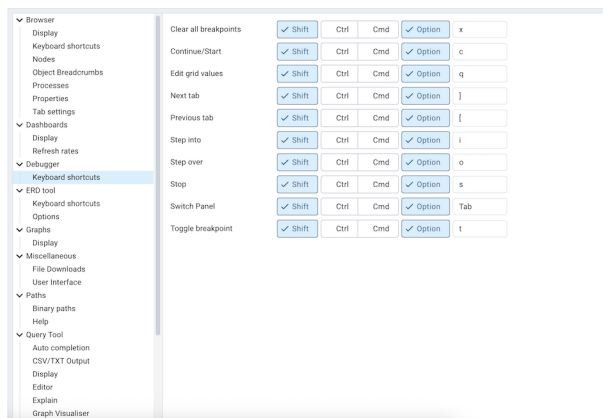 Browser
Display
Keyboard shortcuts
Nodes
Object Breadcrumbs
Processes
Properties
Tab settings
Dashboards
Display
Refresh rates
Debugger
Keyboard shortcuts
ERD tool
Keyboard shortcuts
Options
Graphs
Display
Miscellaneous
File Downloads
User Interface
Paths
Binary paths
Help
Query Tool
Auto completion
CSV/TXT Output
Display
Editor
Explain
Graph Visualiser
Clear all breakpoints Shift Ctrl Cmd Option x
Continue/Start Shift Ctrl Cmd Option c
Edit grid values Shift Ctrl Cmd Option q
Next tab Shift Ctrl Cmd Option ]
Previous tab Shift Ctrl Cmd Option [
Step into Shift Ctrl Cmd Option i
Step over Shift Ctrl Cmd Option o
Stop Shift Ctrl Cmd Option s
Switch Panel Shift Ctrl Cmd Option Tab
Toggle breakpoint Shift Ctrl Cmd Option t